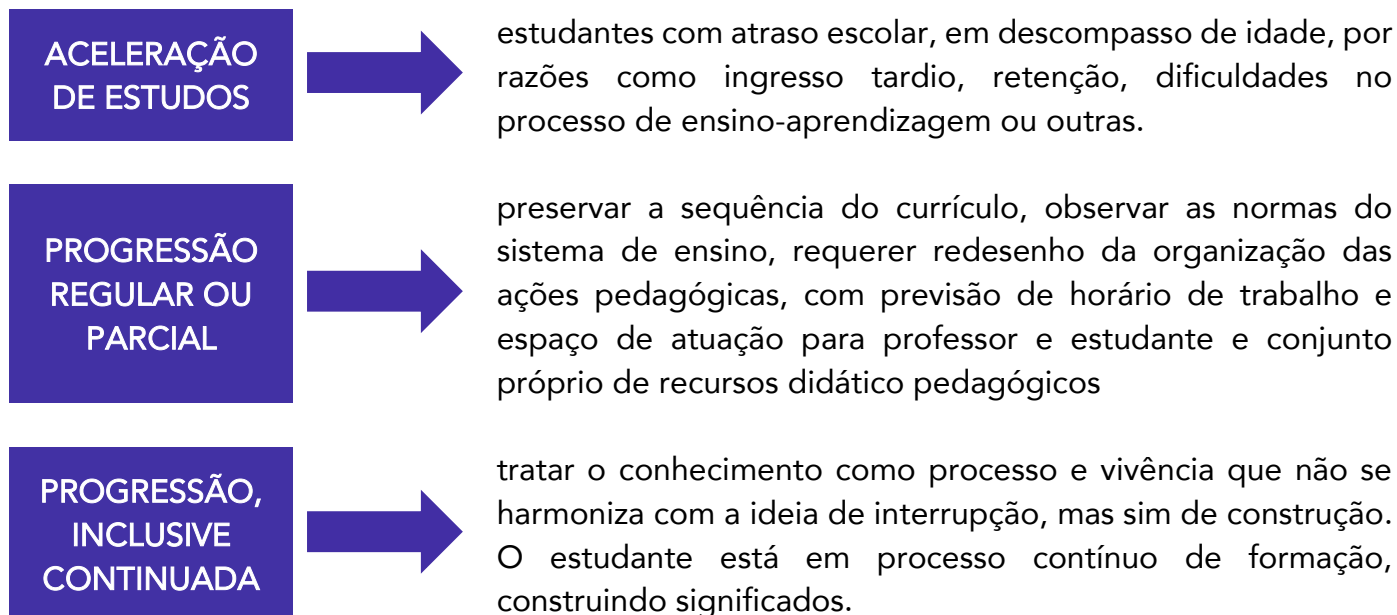 ACELERAÇÃO
DE ESTUDOS
estudantes com atraso escolar, em descompasso de idade, por
razões como ingresso tardio, retenção, dificuldades no
processo de ensino-aprendizagem ou outras.
PROGRESSÃO
REGULAR OU
PARCIAL
preservar a sequência do currículo, observar as normas do
sistema de ensino, requerer redesenho da organização das
ações pedagógicas, com previsão de horário de trabalho e
espaço de atuação para professor e estudante e conjunto
próprio de recursos didático pedagógicos
PROGRESSÃO,
INCLUSIVE
CONTINUADA
tratar o conhecimento como processo e vivência que não se
harmoniza com a ideia de interrupção, mas sim de construção.
O estudante está em processo contínuo de formação,
construindo significados.